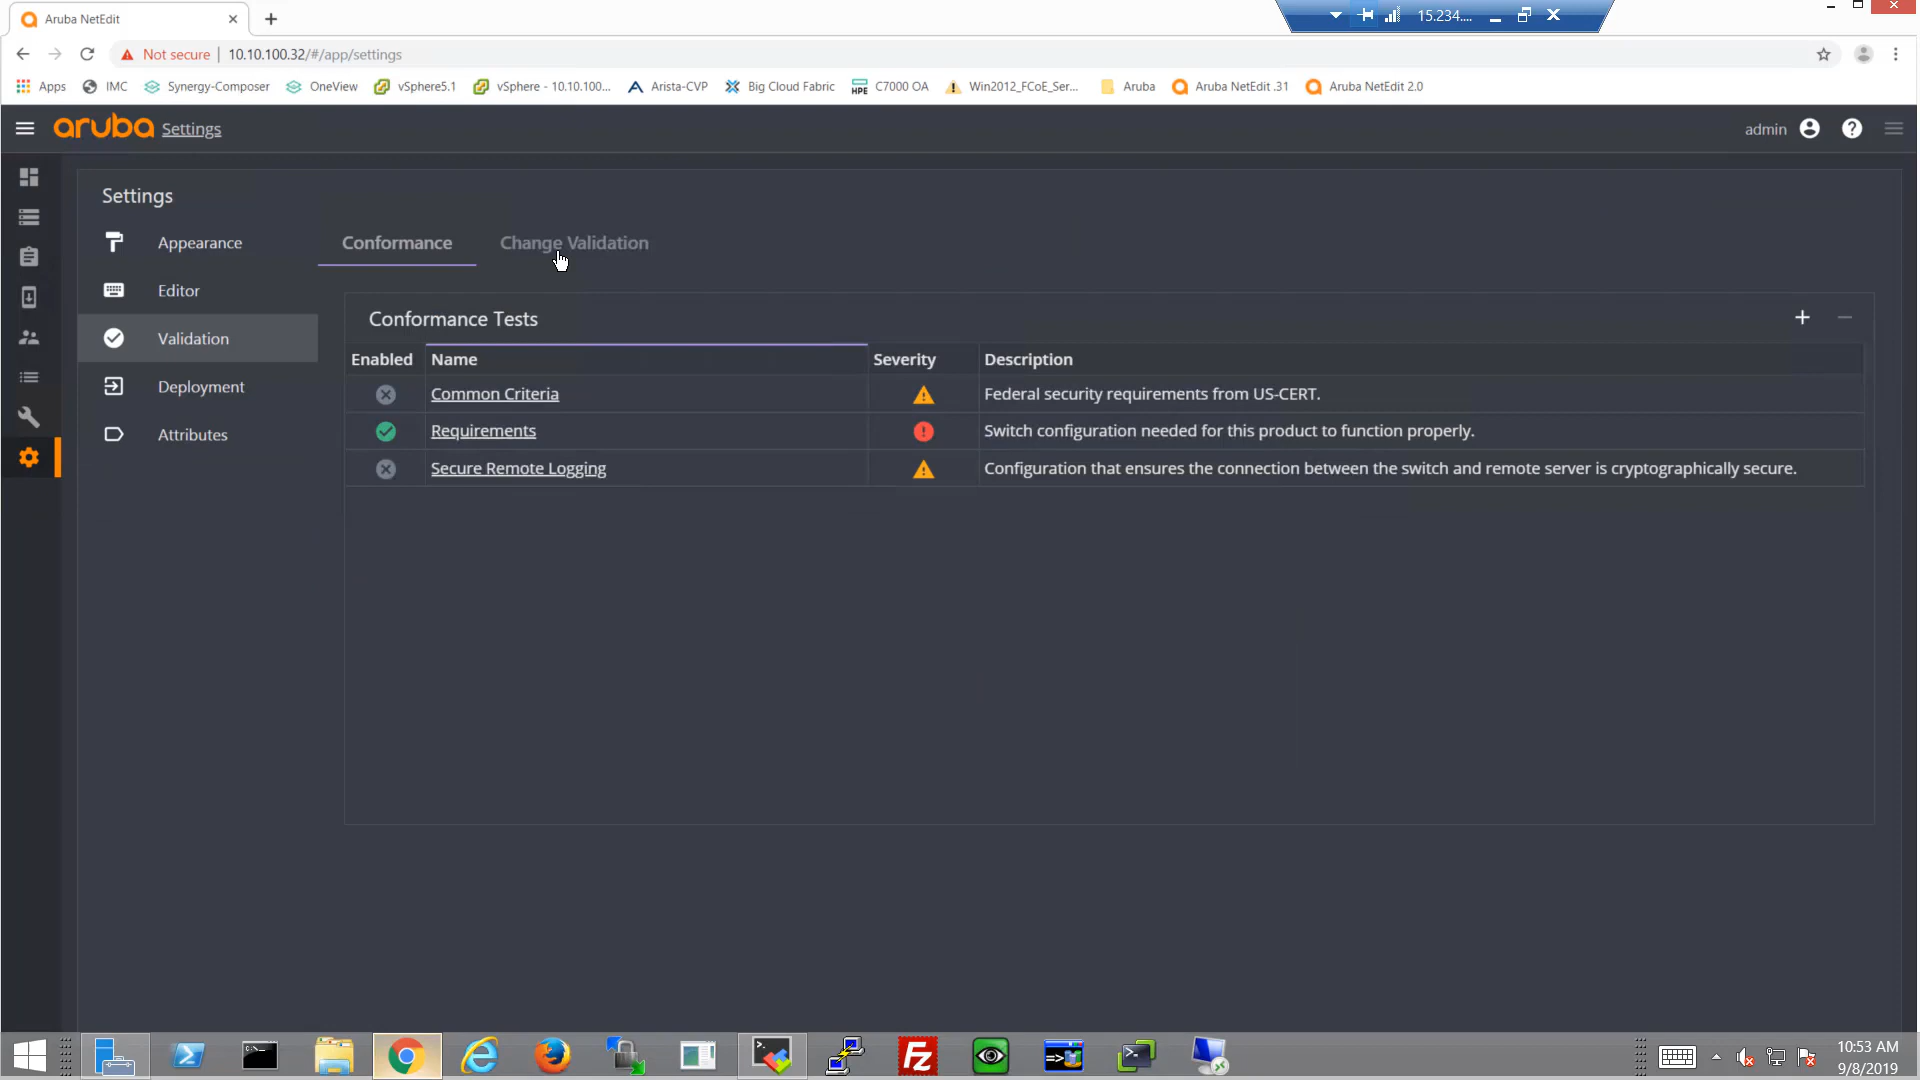 Aruba NetEdit
15.234....
Not secure | 10.10.100.32/#/app/settings
Apps IMC Synergy-Composer OneView vSphere5.1 vSphere - 10.10.100... Arista-CVP Big Cloud Fabric HPE C7000 OA Win2012_FCoE_Ser... Aruba Aruba NetEdit .31 Aruba NetEdit 2.0
aruba Settings admin
Settings
Appearance
Editor
Validation
Deployment
Attributes
Conformance Change Validation
Conformance Tests
Enabled Name Severity Description
Common Criteria Federal security requirements from US-CERT.
Requirements Switch configuration needed for this product to function properly.
Secure Remote Logging Configuration that ensures the connection between the switch and remote server is cryptographically secure.
10:53 AM
9/8/2019